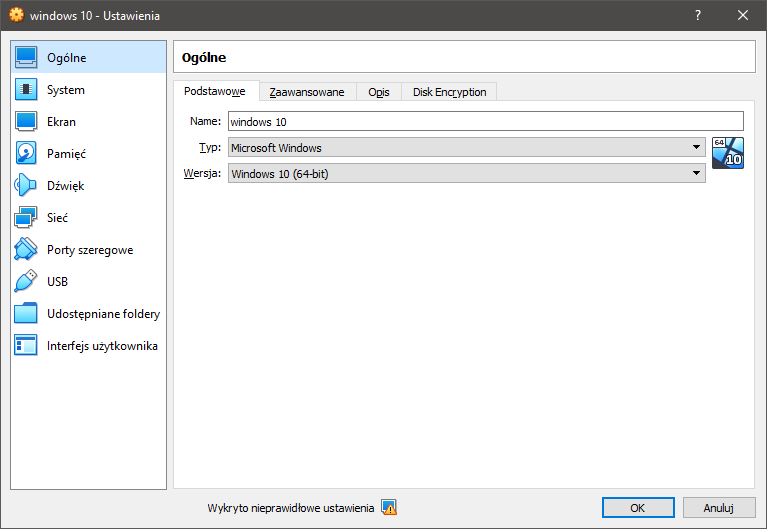 windows 10 - Ustawienia
?
Ogólne
System
Ekran
Pamięć
Dźwięk
Sieć
Porty szeregowe
USB
Udostępniane foldery
Interfejs użytkownika
Ogólne
Podstawowe Zaawansowane Opis Disk Encryption
Name: windows 10
Typ: Microsoft Windows
Wersja: Windows 10 (64-bit)
64
10
Wykryto nieprawidłowe ustawienia
OK Anuluj